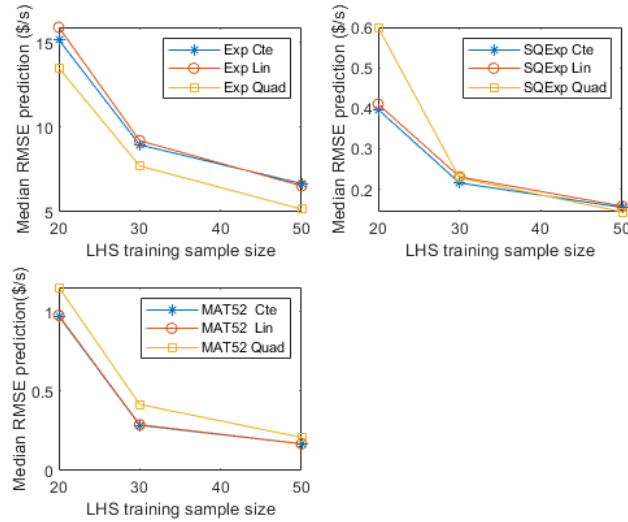 Median RMSE prediction ($/s)
15
10
5
Exp Cte
Exp Lin
Exp Quad
20 30 40 50
LHS training sample size
Median RMSE prediction ($/s)
0.6
0.5
0.4
0.3
0.2
SQExp Cte
SQExp Lin
SQExp Quad
20 30 40 50
LHS training sample size
Median RMSE prediction($/s)
1
0.5
0
MAT52 Cte
MAT52 Lin
MAT52 Quad
20 30 40 50
LHS training sample size